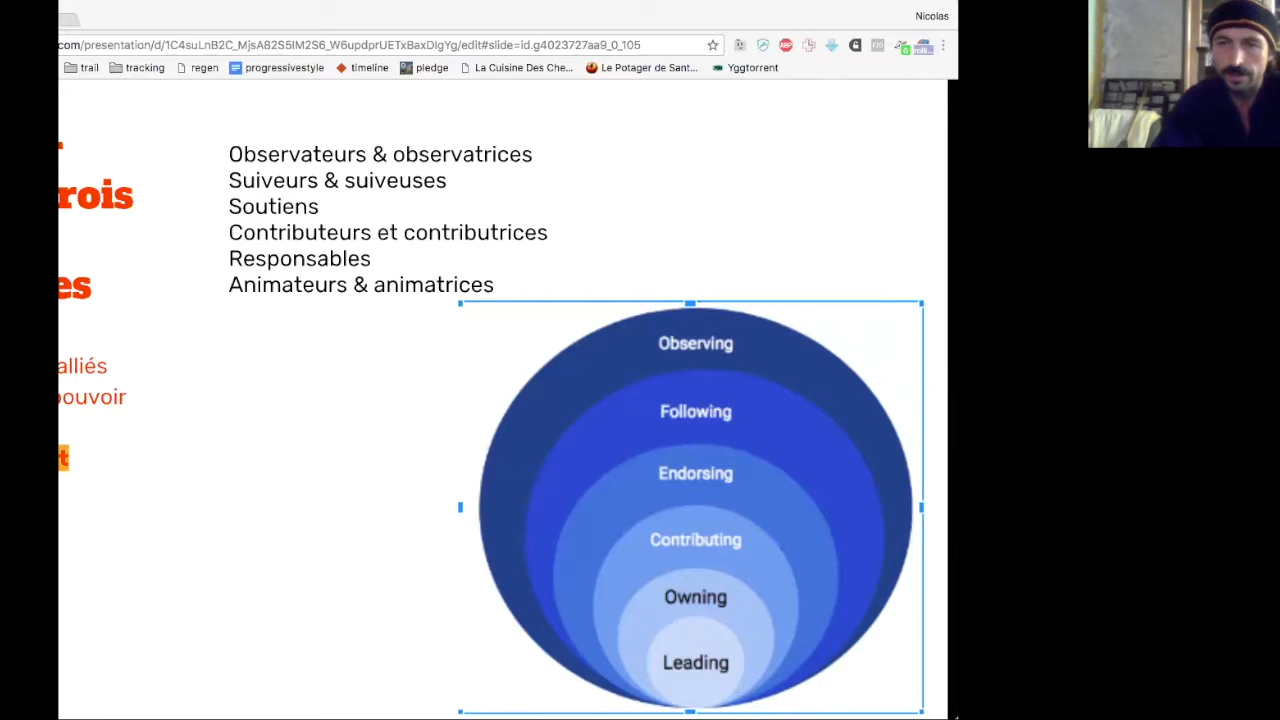 Nicolas
com/presentation/d/1C4suLnB2C_MjsA82S5IM2S6_W6updprUETxBaxDIgYg/edit#slide=id.g4023727aa9_0_105
trail tracking regen progressivestyle timeline pledge La Cuisine Des Che... Le Potager de Sant... Yggtorrent
rois
es
alliés
pouvoir
t
Observateurs & observatrices
Suiveurs & suiveuses
Soutiens
Contributeurs et contributrices
Responsables
Animateurs & animatrices
Observing
Following
Endorsing
Contributing
Owning
Leading